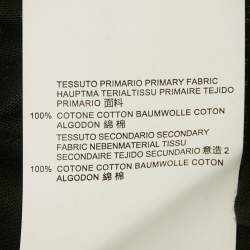 TESSUTO PRIMARIO PRIMARY FABRIC
HAUPTMA TERIALTISSU PRIMAIRE TEJIDO
PRIMARIO 面料
100% COTONE COTTON BAUMWOLLE COTON
ALGODON 綿 棉
TESSUTO SECONDARIO SECONDARY
FABRIC NEBENMATERIAL TISSU
SECONDAIRE TEJIDO SECUNDARIO 意造 2
100% COTONE COTTON BAUMWOLLE COTON
ALGODON 綿 棉